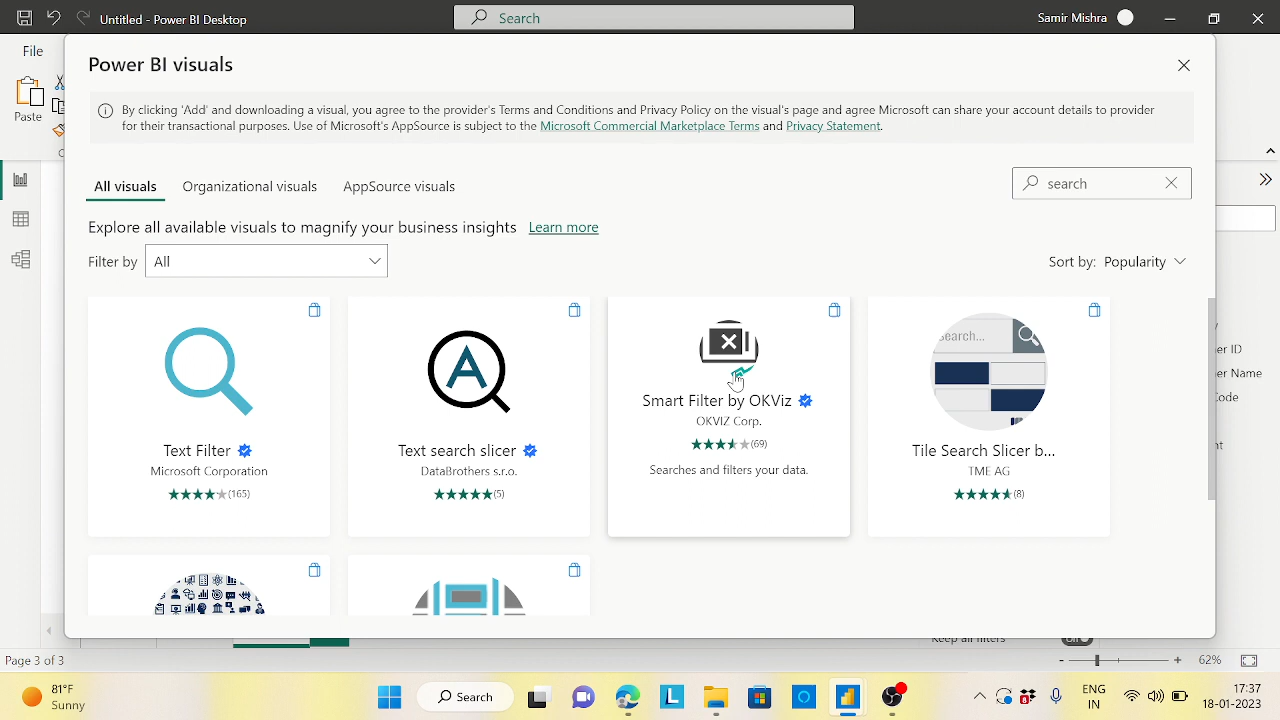 Untitled - Power BI Desktop
Search
Samir Mishra
File
Paste
Power BI visuals
By clicking 'Add' and downloading a visual, you agree to the provider's Terms and Conditions and Privacy Policy on the visual's page and agree Microsoft can share your account details to provider
for their transactional purposes. Use of Microsoft's AppSource is subject to the Microsoft Commercial Marketplace Terms and Privacy Statement.
All visuals
Organizational visuals
AppSource visuals
search
Explore all available visuals to magnify your business insights Learn more
Filter by
All
Sort by: Popularity
Text Filter
Microsoft Corporation
(165)
Text search slicer
DataBrothers s.r.o.
(5)
Smart Filter by OKViz
OKVIZ Corp.
(69)
Searches and filters your data.
Search...
Tile Search Slicer b...
TME AG
(8)
er ID
er Name
Code
nt
Keep all filters
Page 3 of 3
- + 62%
81°F
Sunny
Search
ENG
IN
17:37
18-01-2023